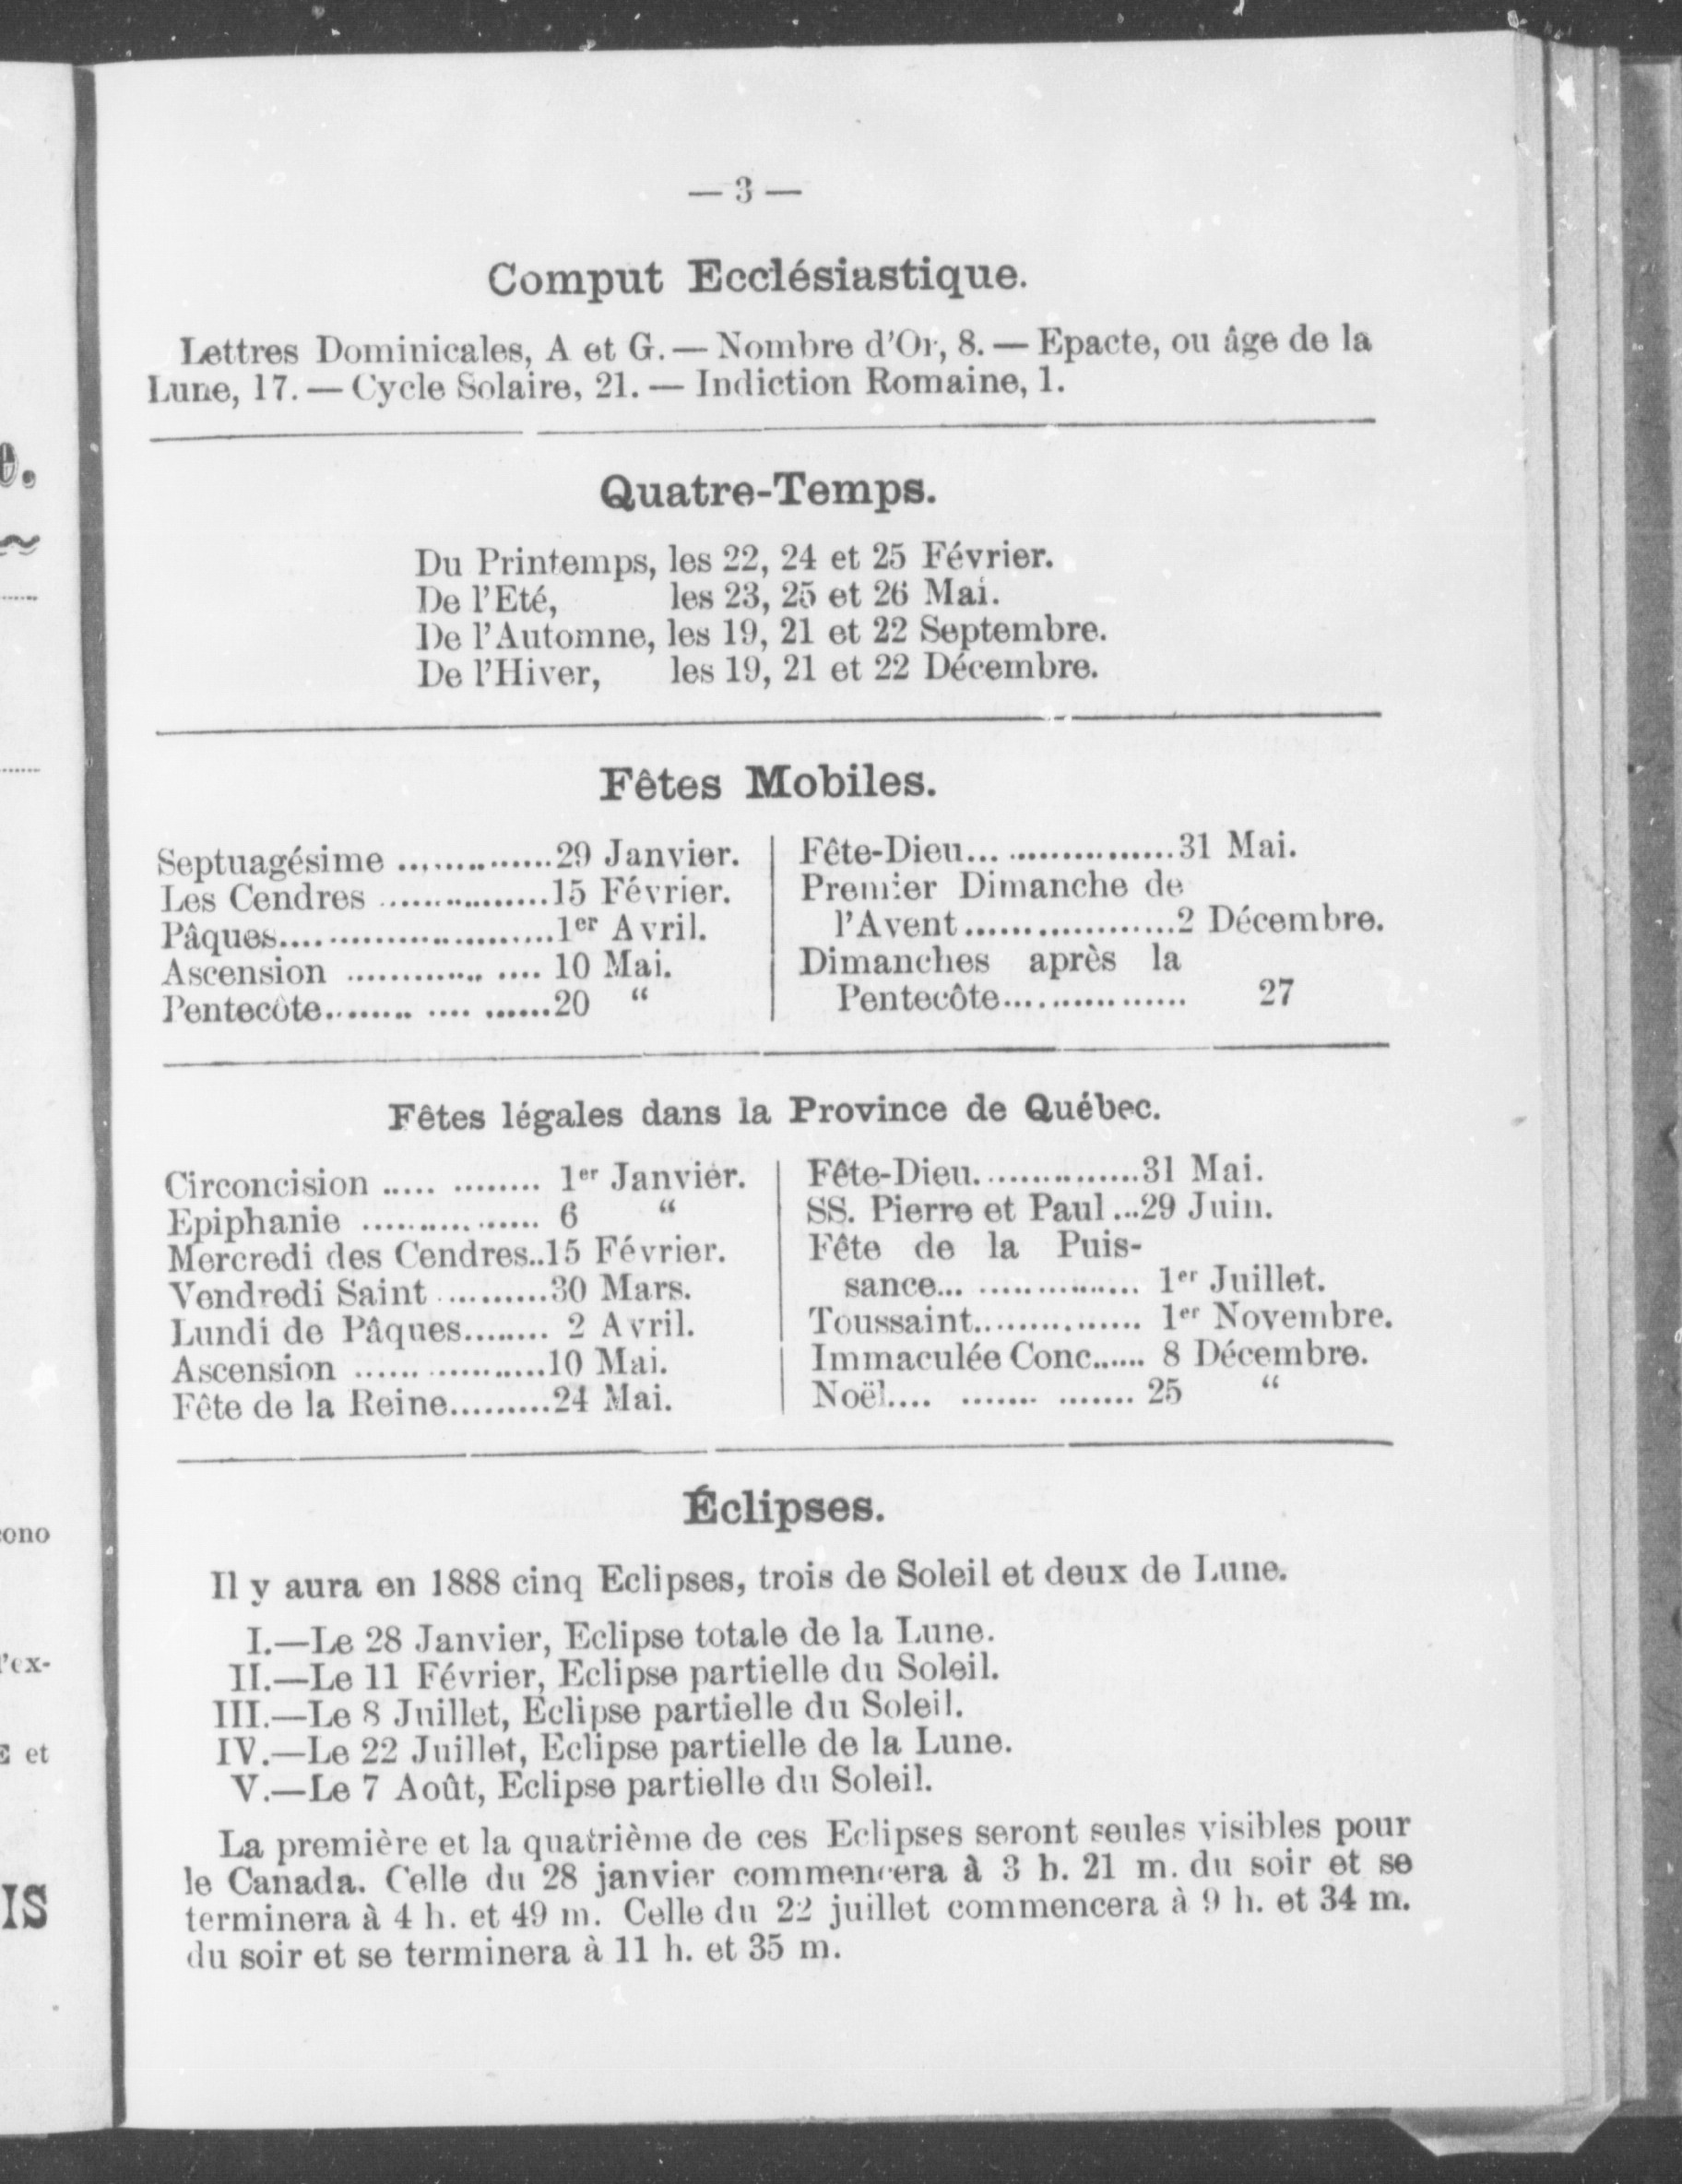 — 3 —
Comput Ecclésiastique.
Lettres Dominicales, A et G. — Nombre d'Or, 8. — Epacte, ou âge de la
Lune, 17. — Cycle Solaire, 21. — Indiction Romaine, 1.
Quatre-Temps.
Du Printemps, les 22, 24 et 25 Février.
De l'Eté, les 23, 25 et 26 Mai.
De l'Automne, les 19, 21 et 22 Septembre.
De l'Hiver, les 19, 21 et 22 Décembre.
Fêtes Mobiles.
Septuagésime ...............29 Janvier.
Les Cendres ................15 Février.
Pâques..........................1er Avril.
Ascension ............. .... 10 Mai.
Pentecôte......... .... ......20 “
Fête-Dieu... .................31 Mai.
Premier Dimanche de
l'Avent....................2 Décembre.
Dimanches après la
Pentecôte................. 27
Fêtes légales dans la Province de Québec.
Circoncision ..... ........ 1er Janvier.
Epiphanie ................. 6 “
Mercredi des Cendres..15 Février.
Vendredi Saint ..........30 Mars.
Lundi de Pâques........ 2 Avril.
Ascension ...... ...........10 Mai.
Fête de la Reine.........24 Mai.
Fête-Dieu................31 Mai.
SS. Pierre et Paul ...29 Juin.
Fête de la Puis-
sance... ............... 1er Juillet.
Toussaint................ 1er Novembre.
Immaculée Conc...... 8 Décembre.
Noël.... ....... ....... 25 “
Éclipses.
Il y aura en 1888 cinq Eclipses, trois de Soleil et deux de Lune.
I.—Le 28 Janvier, Eclipse totale de la Lune.
II.—Le 11 Février, Eclipse partielle du Soleil.
III.—Le 8 Juillet, Eclipse partielle du Soleil.
IV.—Le 22 Juillet, Eclipse partielle de la Lune.
V.—Le 7 Août, Eclipse partielle du Soleil.
La première et la quatrième de ces Eclipses seront seules visibles pour
le Canada. Celle du 28 janvier commencera à 3 h. 21 m. du soir et se
terminera à 4 h. et 49 m. Celle du 22 juillet commencera à 9 h. et 34 m.
du soir et se terminera à 11 h. et 35 m.